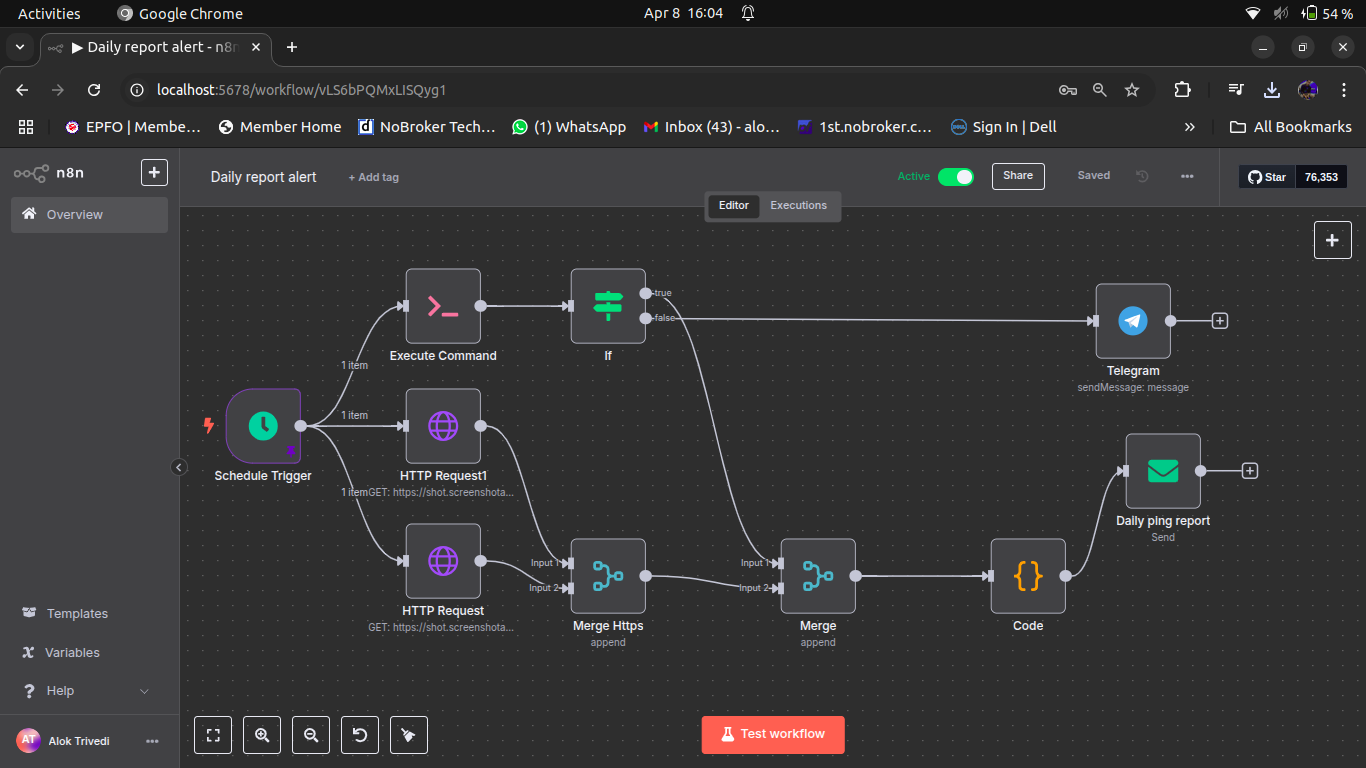 Activities
Google Chrome
Apr 8 16:04
54 %
▶ Daily report alert - n8n
localhost:5678/workflow/vLS6bPQMxLISQyg1
EPFO | Membe...
Member Home
NoBroker Tech...
(1) WhatsApp
Inbox (43) - alo...
1st.nobroker.c...
Sign In | Dell
»
All Bookmarks
n8n
Daily report alert
+ Add tag
Active
Share
Saved
Star
76,353
Overview
Editor
Executions
true
false
Execute Command
If
Telegram
sendMessage: message
1 item
1 item
1 item
Schedule Trigger
HTTP Request1
GET: https://shot.screenshota...
Daily ping report
Send
Input 1
Input 2
Input 1
Input 2
HTTP Request
GET: https://shot.screenshota...
Merge Https
append
Merge
append
{}
Code
Templates
Variables
Help
AT
Alok Trivedi
Test workflow